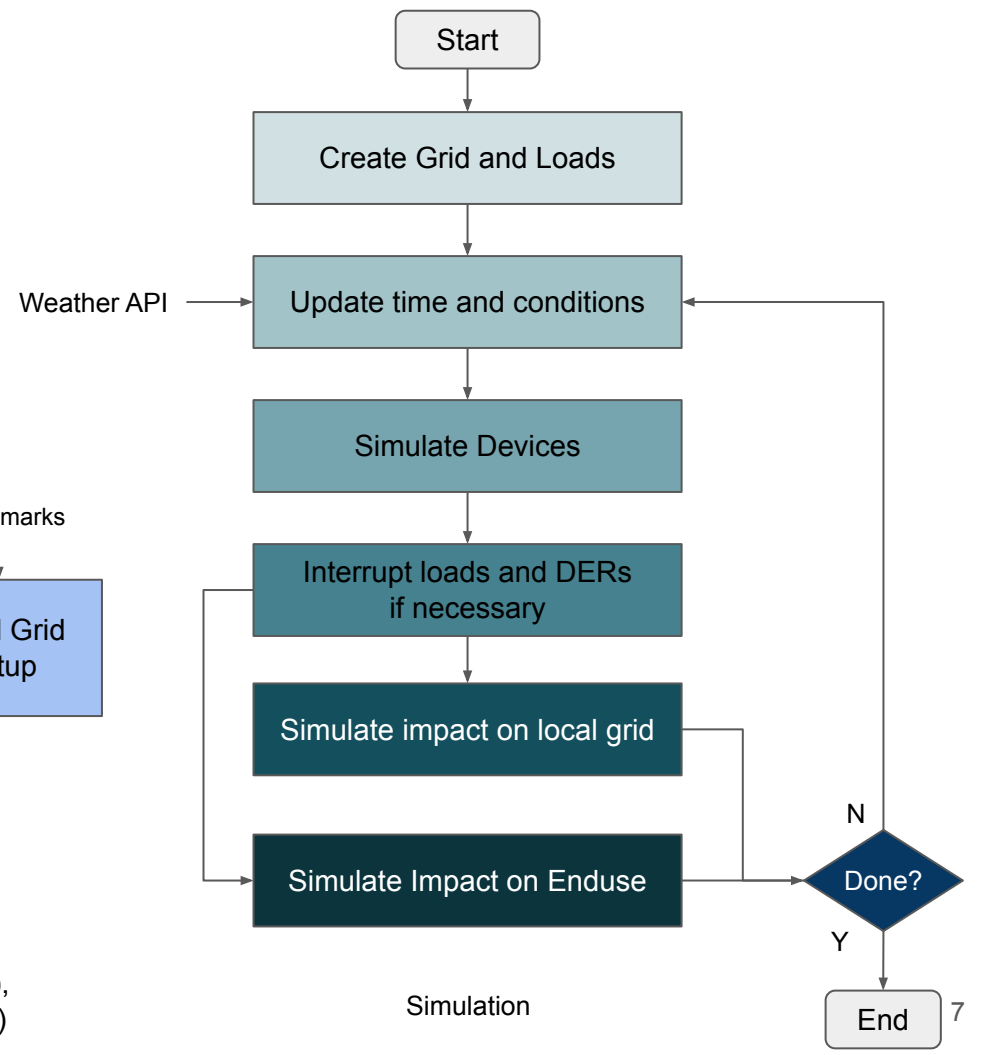 Start
Create Grid and Loads
Weather API
Update time and conditions
Simulate Devices
marks
Interrupt loads and DERs
if necessary
Grid
Simulate impact on local grid
N
Simulate Impact on Enduse
Done?
Y
Simulation
End
7